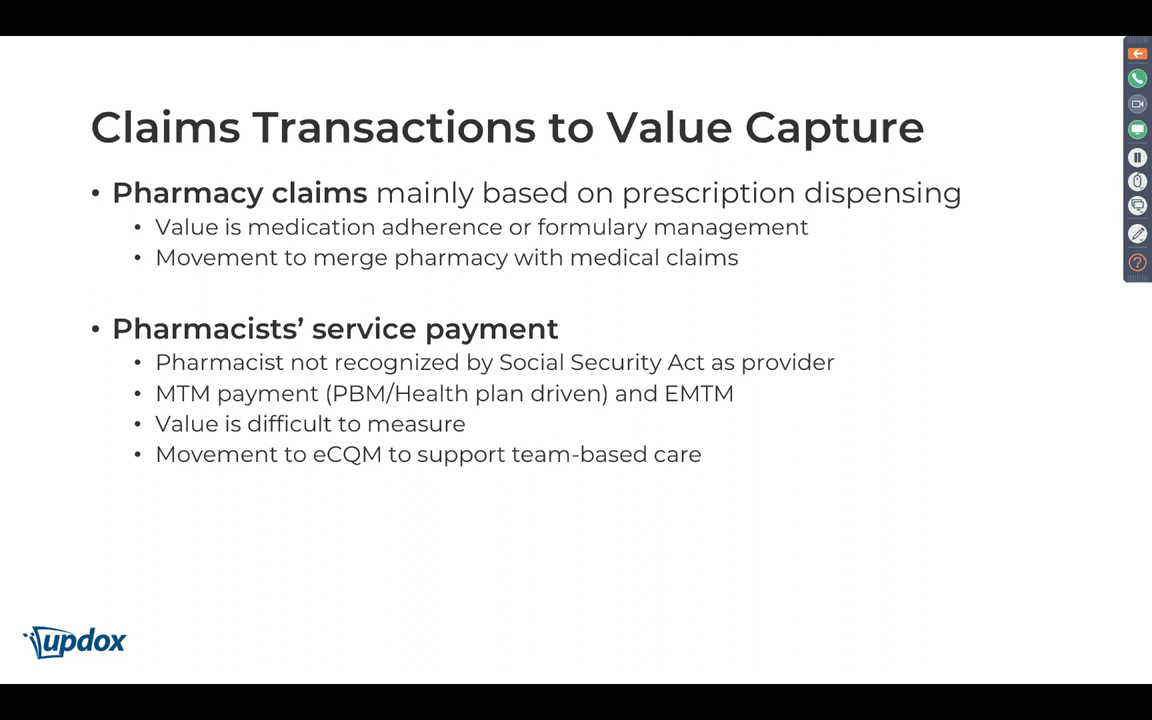 Claims Transactions to Value Capture
• Pharmacy claims mainly based on prescription dispensing
• Value is medication adherence or formulary management
• Movement to merge pharmacy with medical claims
• Pharmacists’ service payment
• Pharmacist not recognized by Social Security Act as provider
• MTM payment (PBM/Health plan driven) and EMTM
• Value is difficult to measure
• Movement to eCQM to support team-based care
updox
?